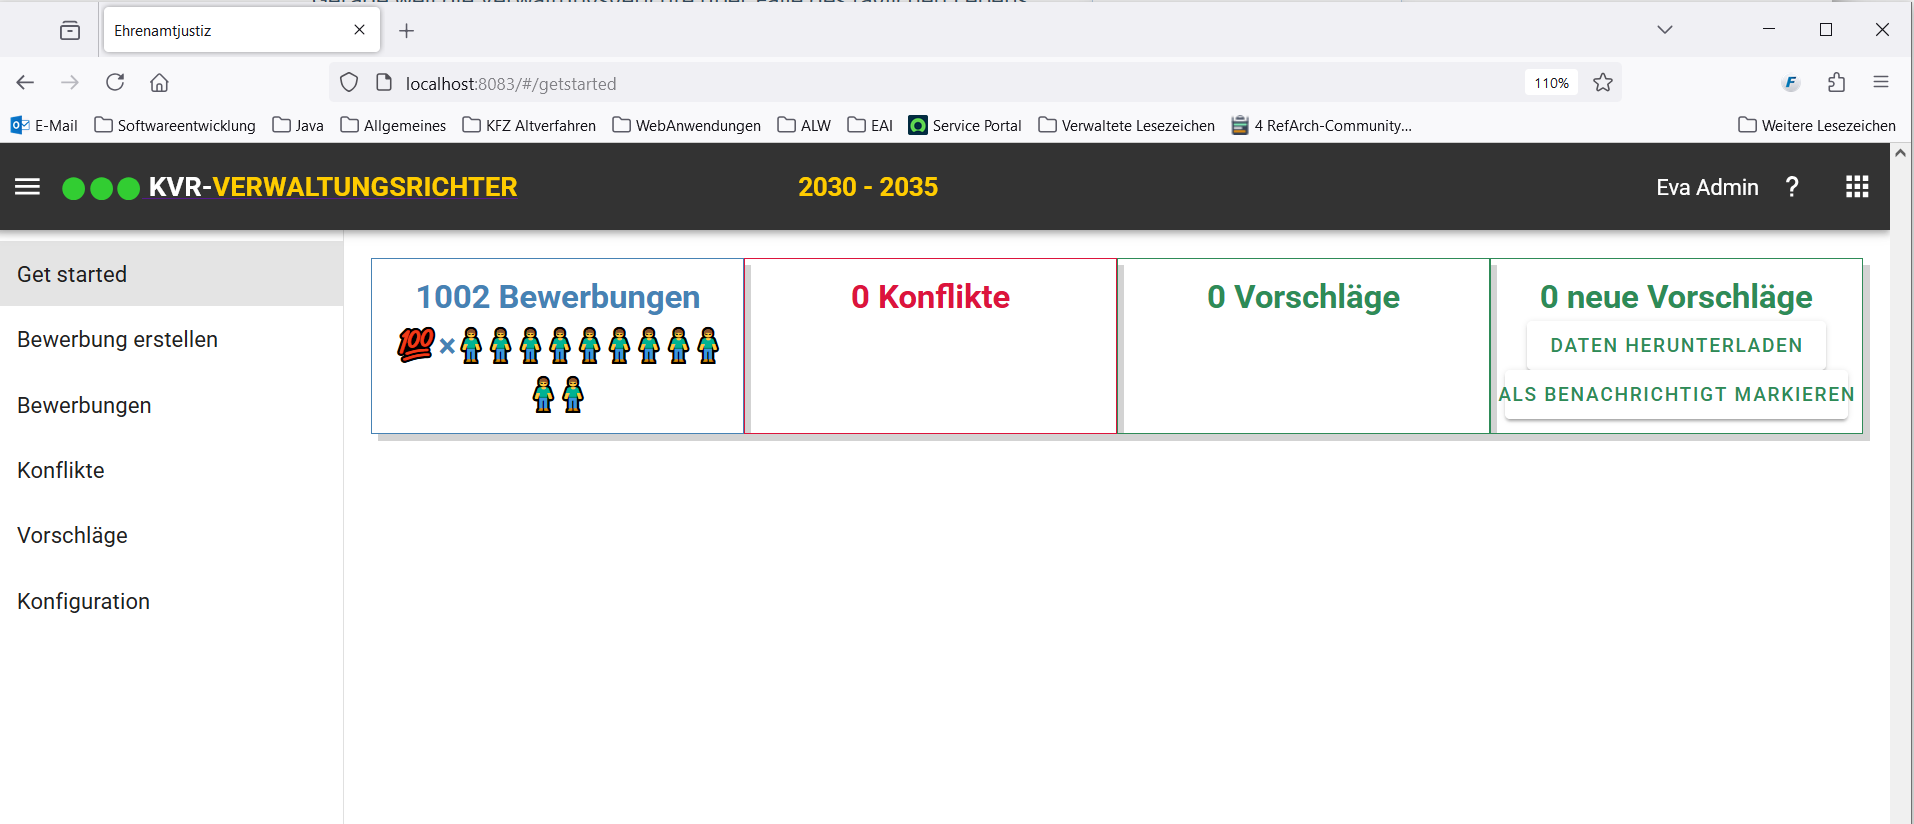 Ehrenamtjustiz
localhost:8083/#/getstarted
110%
E-Mail
Softwareentwicklung
Java
Allgemeines
KFZ Altverfahren
WebAnwendungen
ALW
EAI
Service Portal
Verwaltete Lesezeichen
4 RefArch-Community...
Weitere Lesezeichen
KVR-VERWALTUNGSRICHTER
2030 - 2035
Eva Admin
?
Get started
Bewerbung erstellen
Bewerbungen
Konflikte
Vorschläge
Konfiguration
1002 Bewerbungen
💯×
0 Konflikte
0 Vorschläge
0 neue Vorschläge
DATEN HERUNTERLADEN
ALS BENACHRICHTIGT MARKIEREN